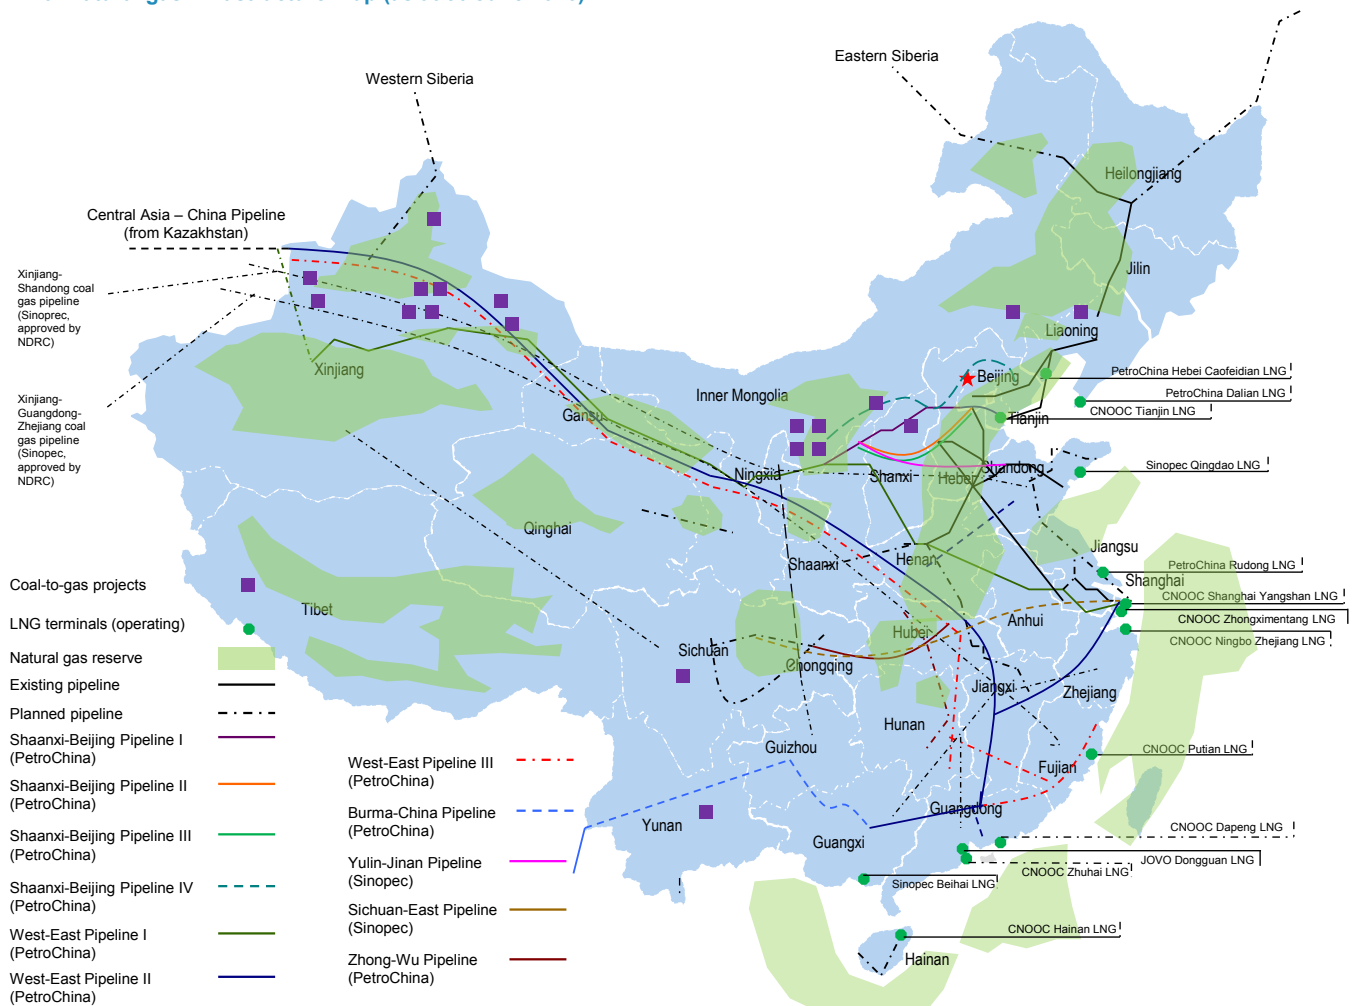 Eastern Siberia
Western Siberia
Heilongjiang
Central Asia – China Pipeline
(from Kazakhstan)
Jilin
Xinjiang-
Shandong coal
gas pipeline
(Sinoprec,
approved by
NDRC)
Liaoning
Xinjiang
Beijing
PetroChina Hebei Caofeidian LNG
Inner Mongolia
PetroChina Dalian LNG
Xinjiang-
Guangdong-
Zhejiang coal
gas pipeline
(Sinopec,
approved by
NDRC)
Gansu
Tianjin
CNOOC Tianjin LNG
Ningxia
Shanxi
Hebei
Shandong
Sinopec Qingdao LNG
Qinghai
Shaanxi
Henan
Jiangsu
PetroChina Rudong LNG
Shanghai
Coal-to-gas projects
CNOOC Shanghai Yangshan LNG
Tibet
Anhui
CNOOC Zhongximentang LNG
LNG terminals (operating)
Hubei
CNOOC Ningbo Zhejiang LNG
Natural gas reserve
Sichuan
Chongqing
Existing pipeline
Jiangxi
Zhejiang
Planned pipeline
Hunan
Shaanxi-Beijing Pipeline I
(PetroChina)
Guizhou
CNOOC Putian LNG
West-East Pipeline III
(PetroChina)
Fujian
Shaanxi-Beijing Pipeline II
(PetroChina)
Burma-China Pipeline
(PetroChina)
Guangdong
Yunan
Guangxi
CNOOC Dapeng LNG
Shaanxi-Beijing Pipeline III
(PetroChina)
Yulin-Jinan Pipeline
(Sinopec)
JOVO Dongguan LNG
CNOOC Zhuhai LNG
Sinopec Beihai LNG
Shaanxi-Beijing Pipeline IV
(PetroChina)
Sichuan-East Pipeline
(Sinopec)
CNOOC Hainan LNG
West-East Pipeline I
(PetroChina)
Zhong-Wu Pipeline
(PetroChina)
Hainan
West-East Pipeline II
(PetroChina)